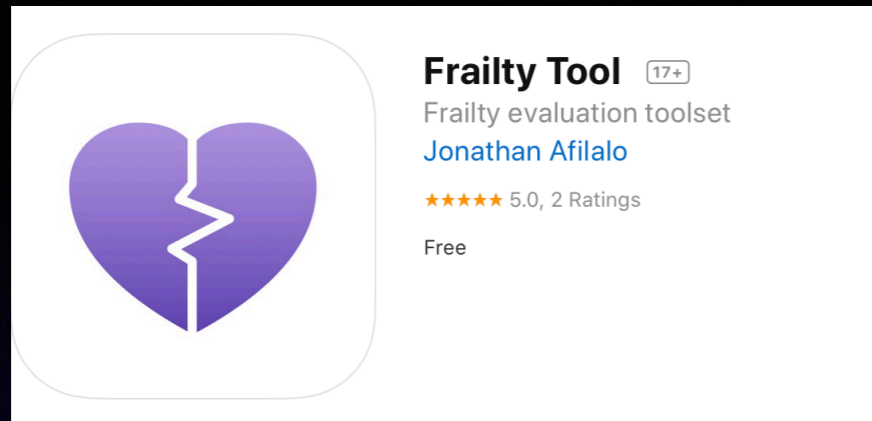 Frailty Tool 17+
Frailty evaluation toolset
Jonathan Afilalo
★★★★★ 5.0, 2 Ratings
Free